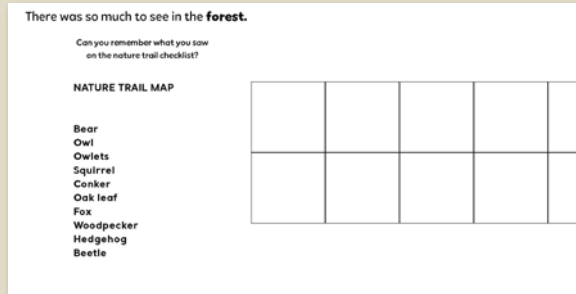 There was so much to see in the forest.
Can you remember what you saw
on the nature trail checklist?
NATURE TRAIL MAP
Bear
Owl
Owlets
Squirrel
Conker
Oak leaf
Fox
Woodpecker
Hedgehog
Beetle